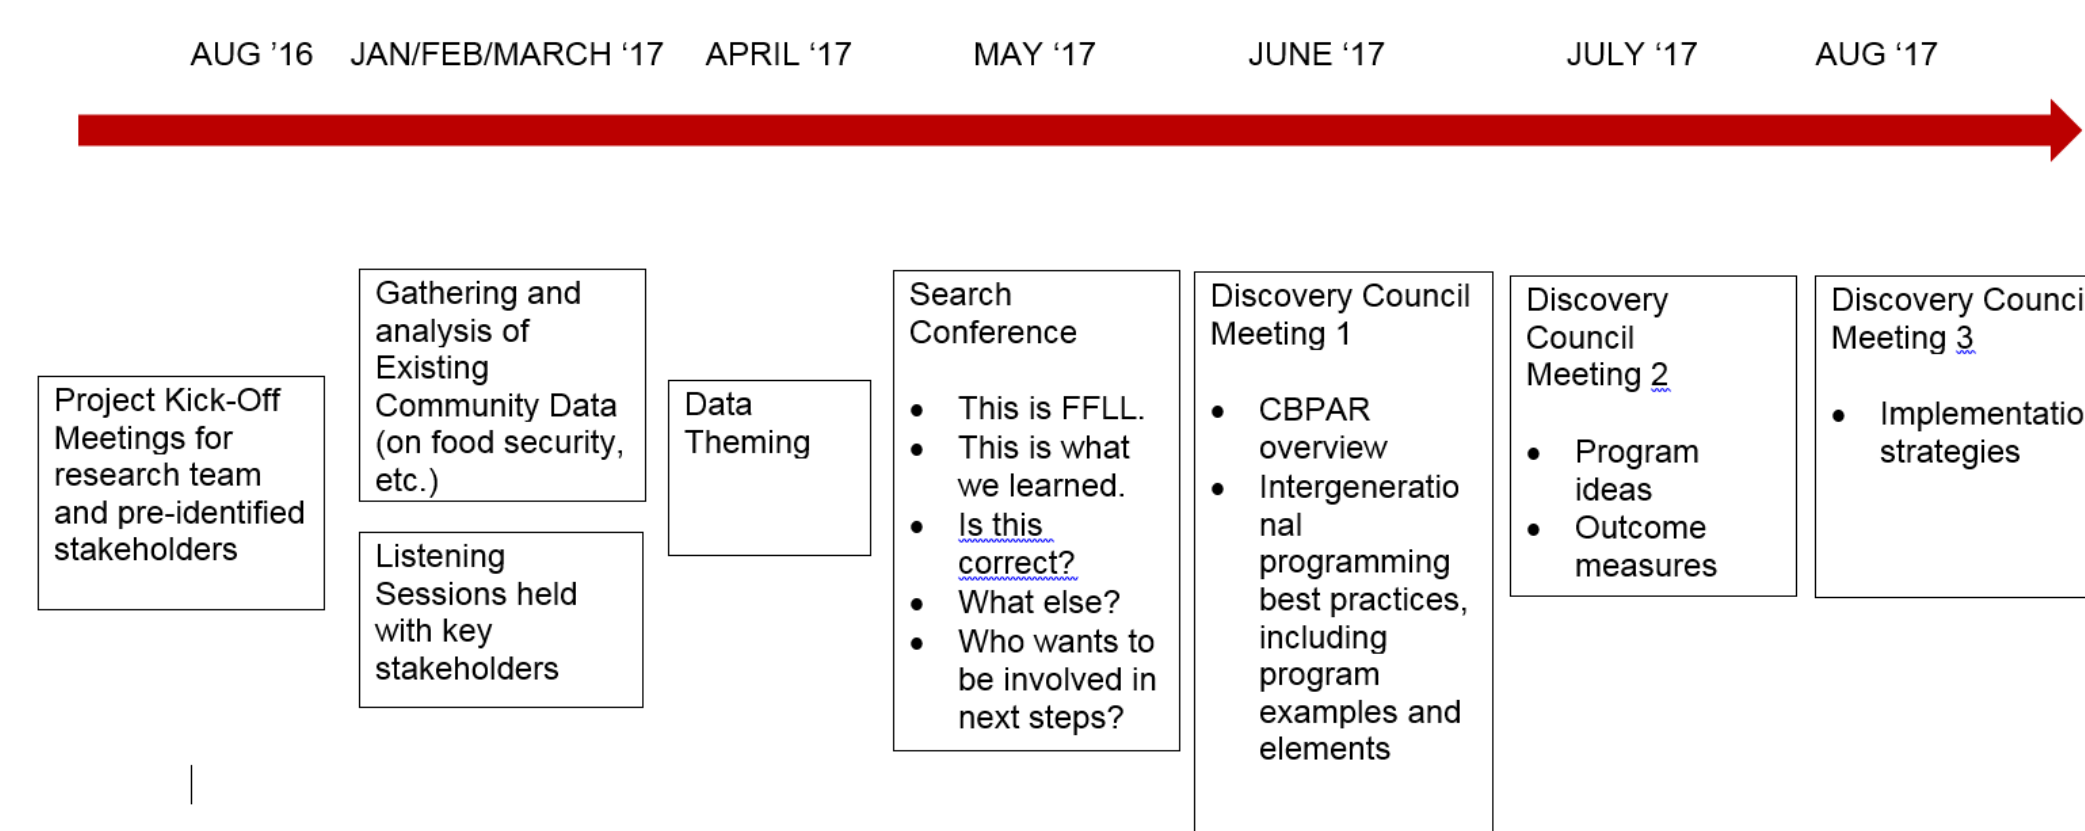 AUG ’16 JAN/FEB/MARCH ‘17 APRIL ‘17 MAY ‘17 JUNE ‘17 JULY ‘17 AUG ‘17
Project Kick-Off
Meetings for
research team
and pre-identified
stakeholders
Gathering and
analysis of
Existing
Community Data
(on food security,
etc.)
Listening
Sessions held
with key
stakeholders
Data
Theming
Search
Conference
• This is FFLL.
• This is what
we learned.
• Is this
correct?
• What else?
• Who wants to
be involved in
next steps?
Discovery Council
Meeting 1
• CBPAR
overview
• Intergeneratio
nal
programming
best practices,
including
program
examples and
elements
Discovery
Council
Meeting 2
• Program
ideas
• Outcome
measures
Discovery Counci
Meeting 3
• Implementatio
strategies